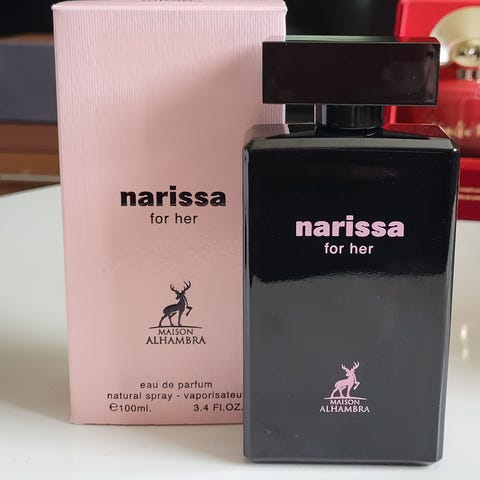 narissa
for her
MAISON
ALHAMBRA
eau de parfum
natural spray - vaporisateu
℮100ml. 3.4 FL.OZ.
narissa
for her
MAISON
ALHAMBRA